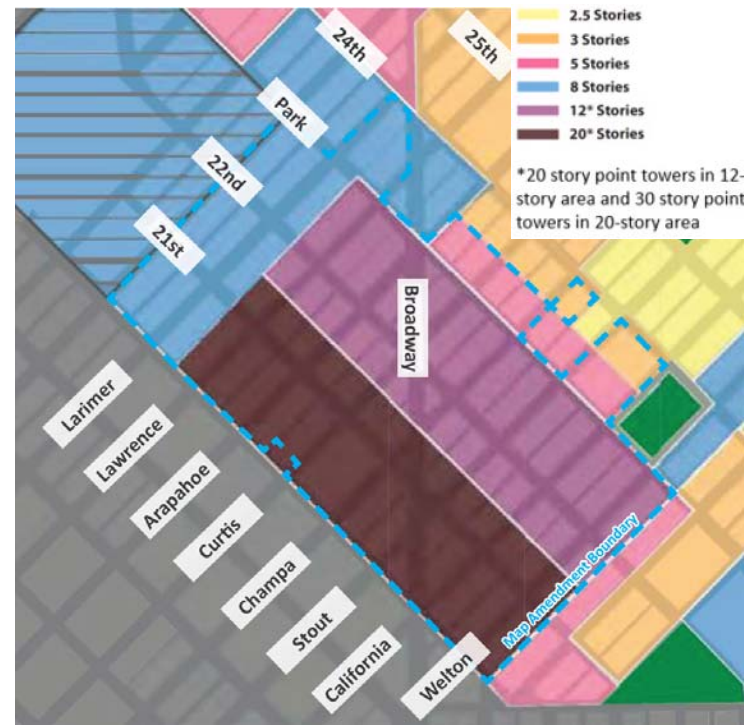 24th
25th
Park
22nd
21st
Broadway
Larimer
Lawrence
Arapahoe
Curtis
Champa
Stout
California
Welton
Map Amendment Boundary
2.5 Stories
3 Stories
5 Stories
8 Stories
12* Stories
20* Stories
*20 story point towers in 12-
story area and 30 story point
towers in 20-story area